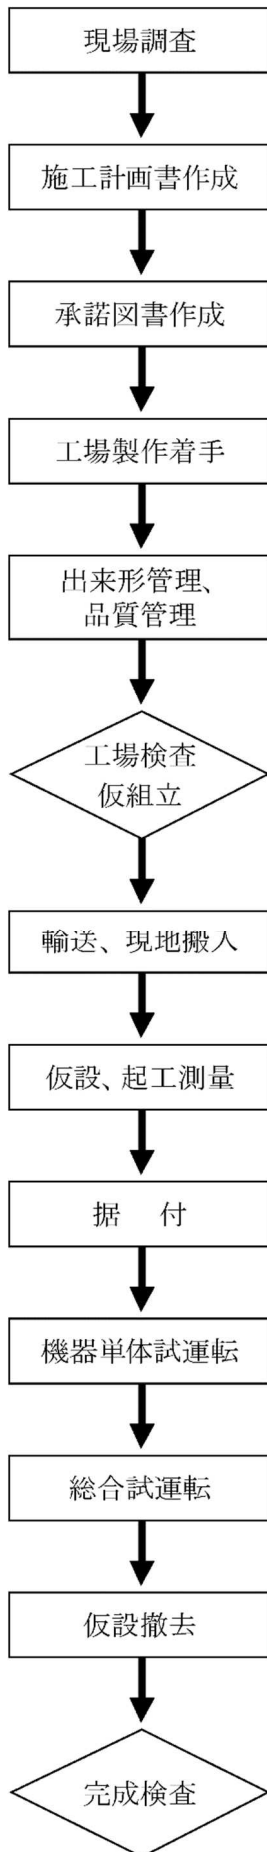 現場調査
施工計画書作成
承諾図書作成
工場製作着手
出来形管理、
品質管理
工場検査
仮組立
輸送、現地搬入
仮設、起工測量
据　付
機器単体試運転
総合試運転
仮設撤去
完成検査